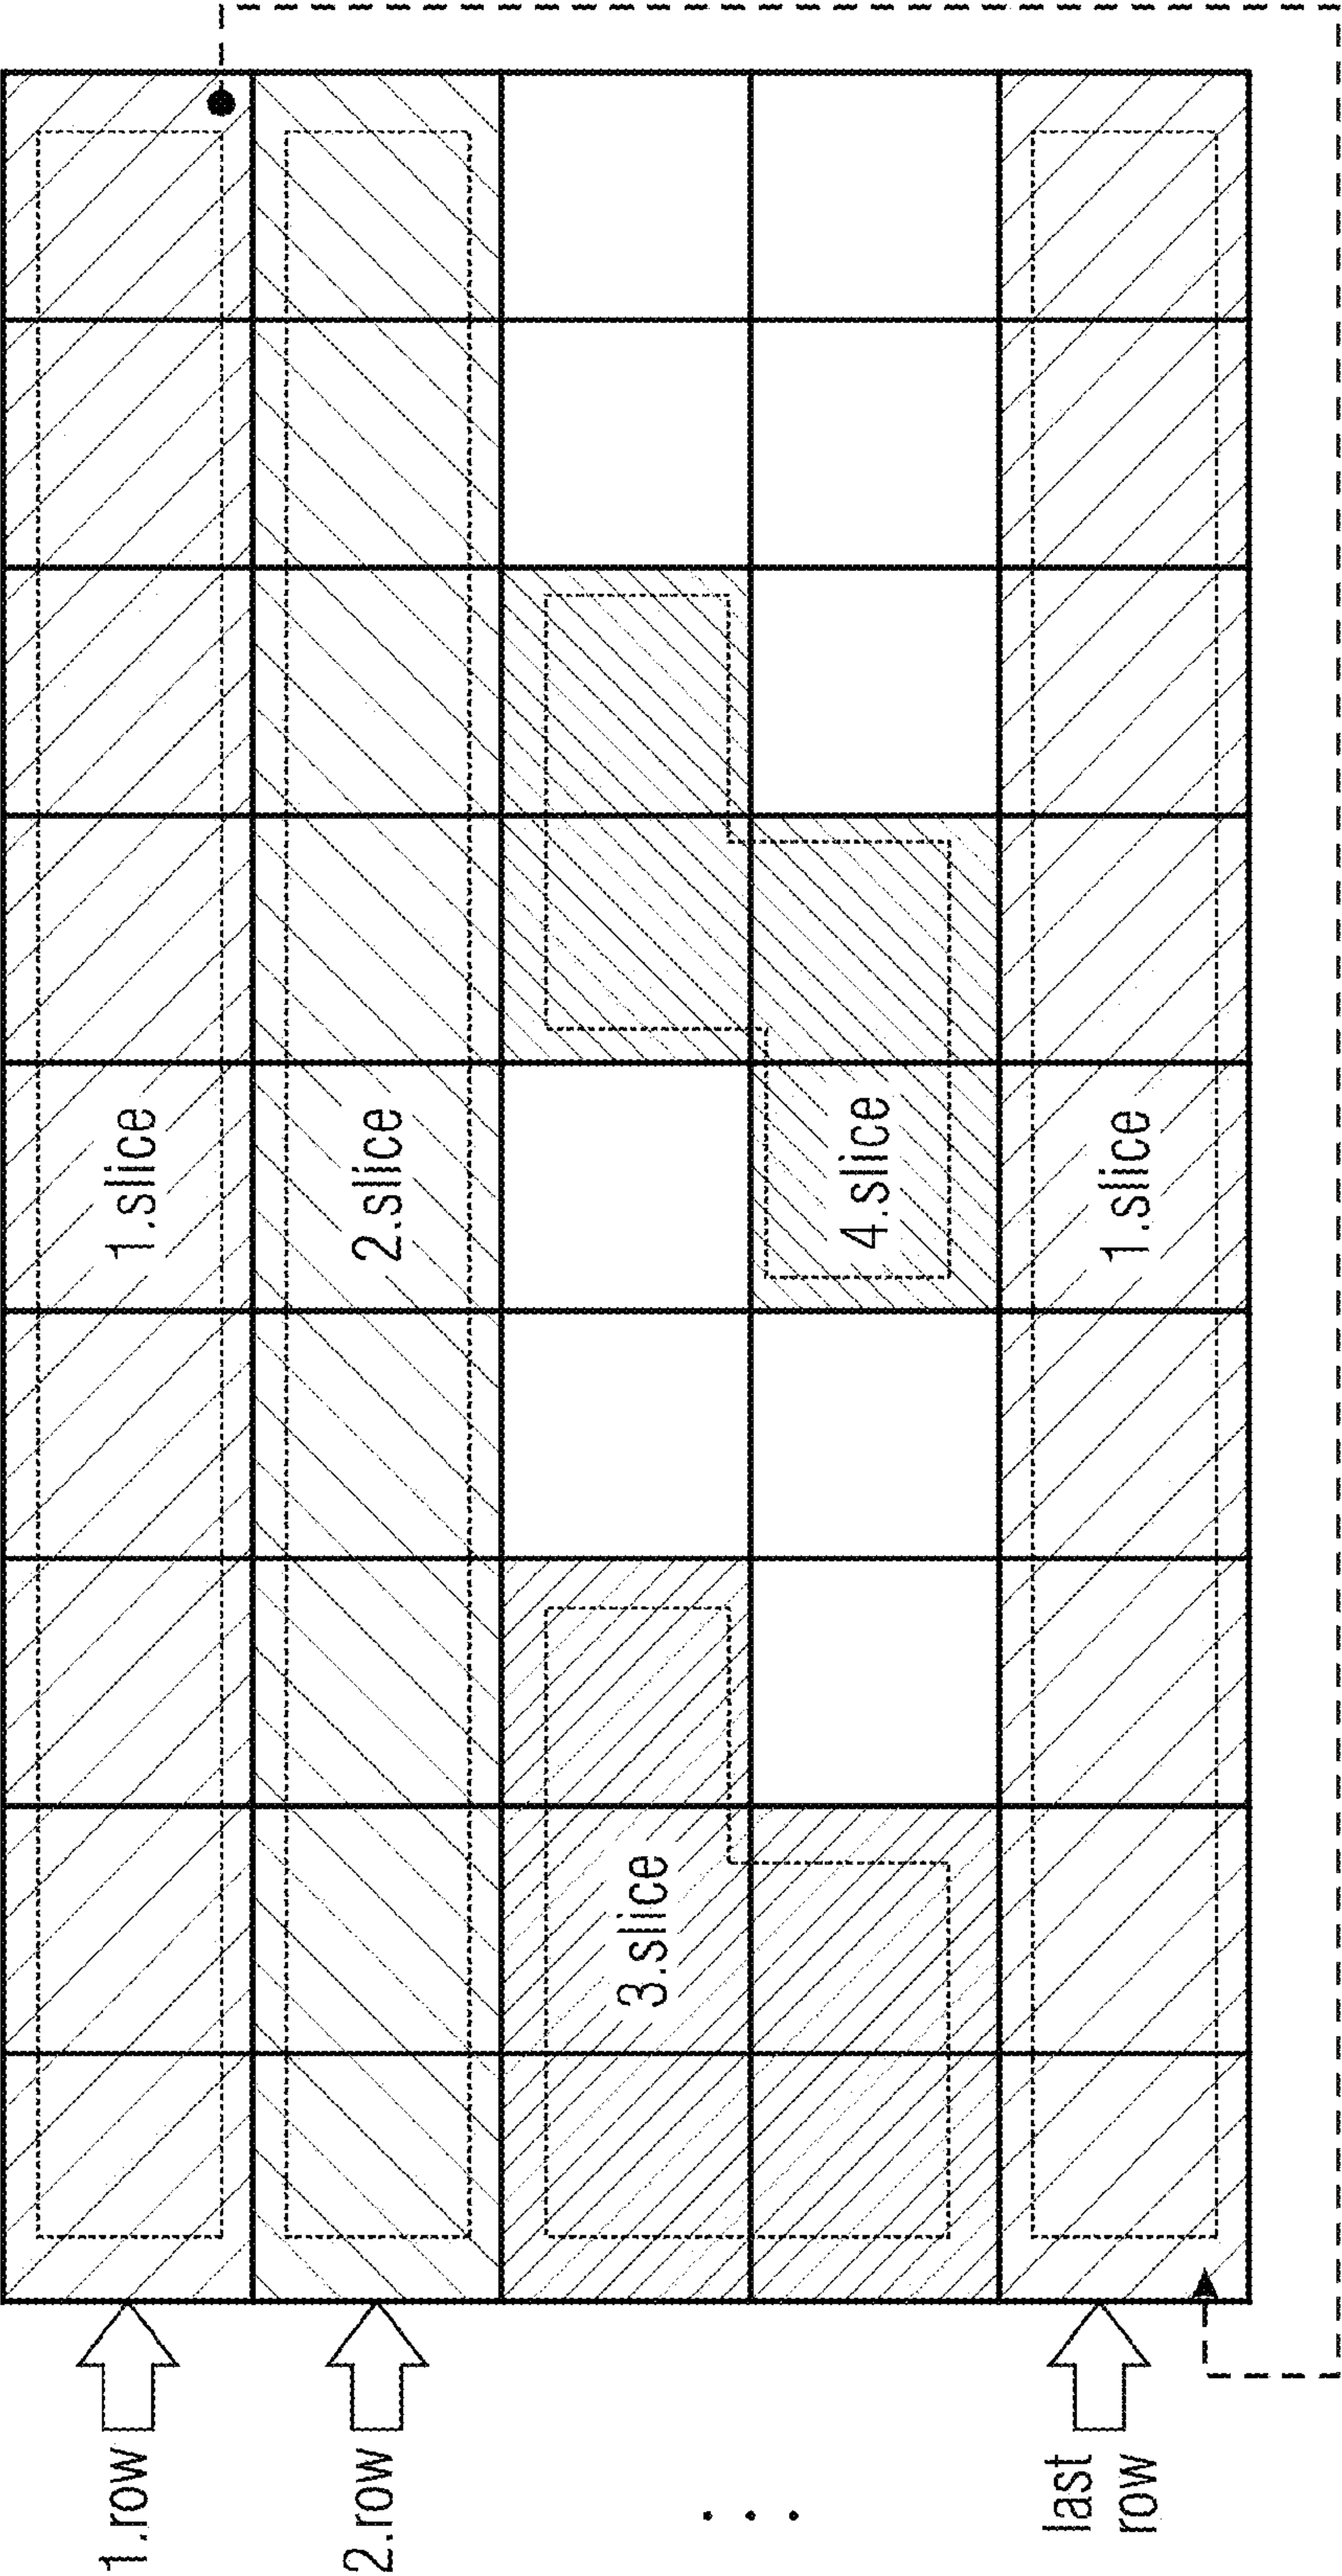 1.row
1.slice
2.row
2.slice
3.slice
4.slice
. . .
last
row
1.slice